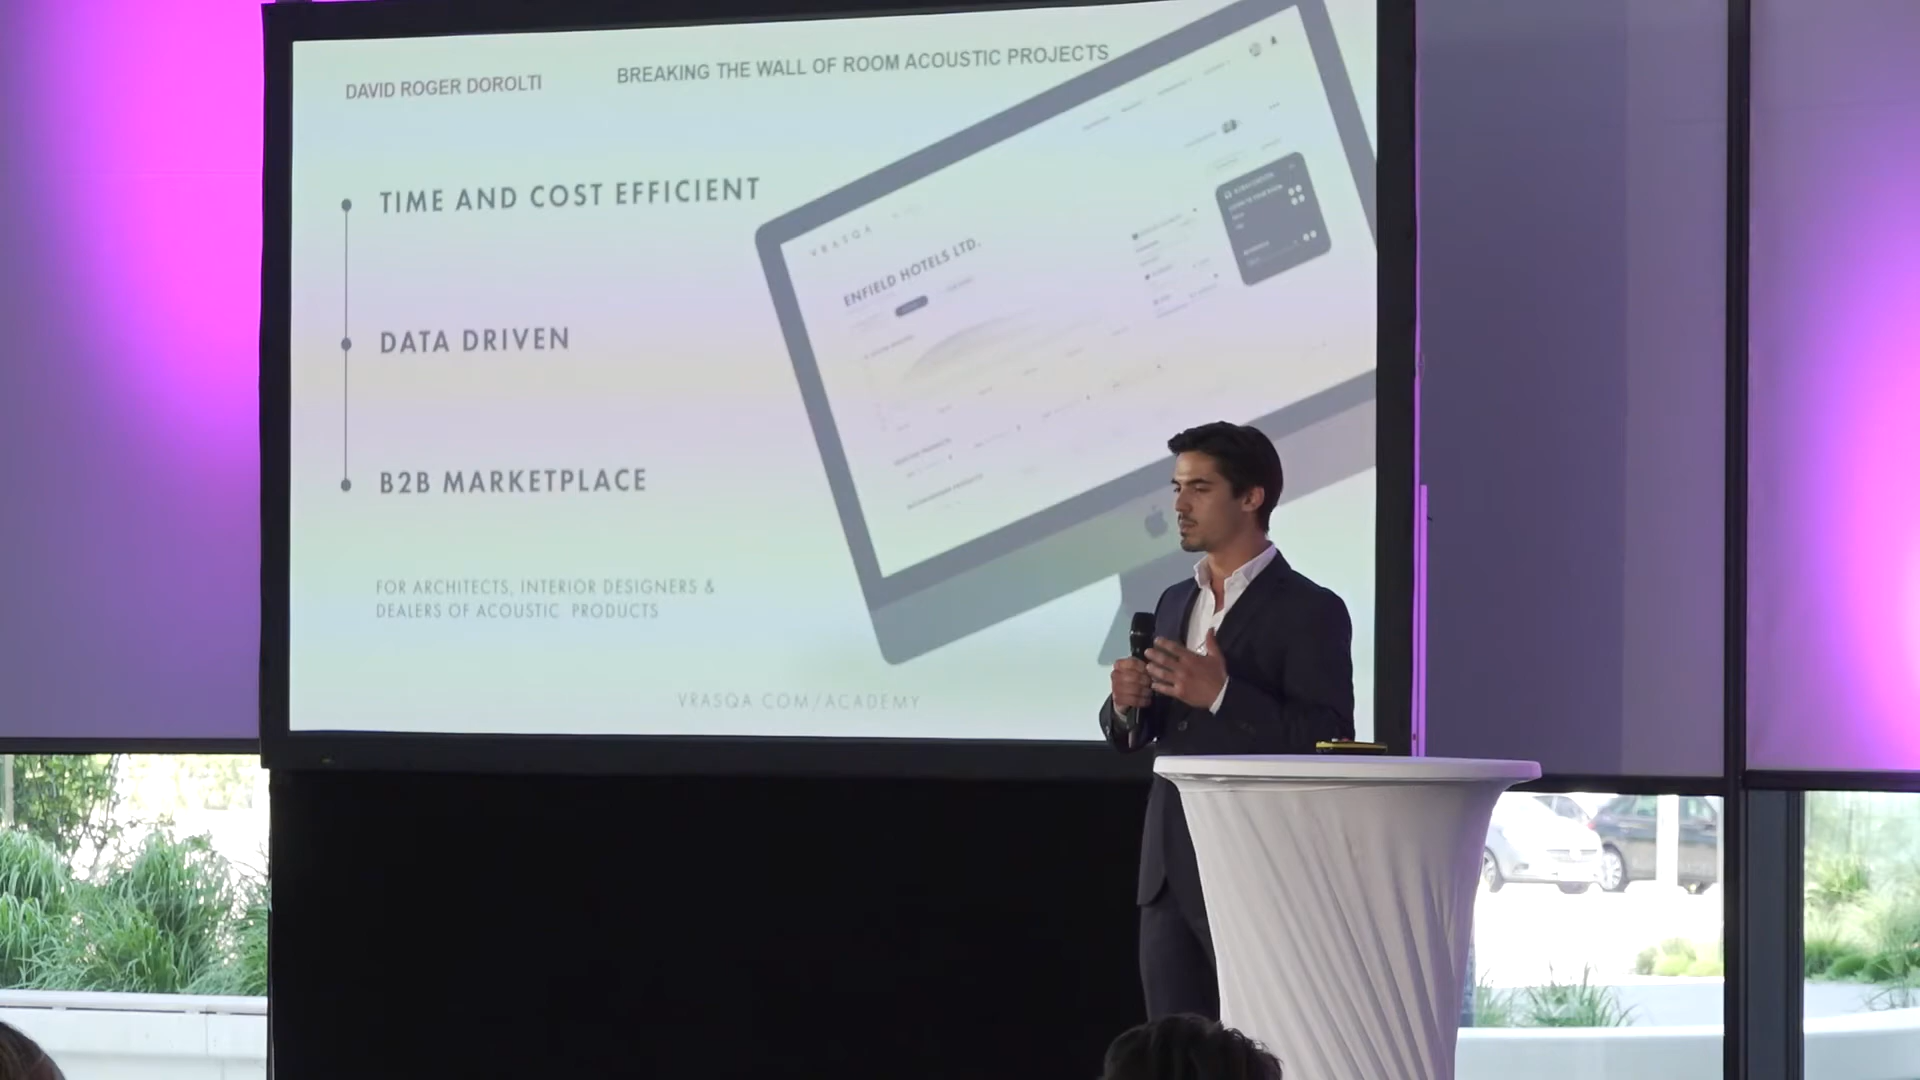 DAVID ROGER DOROLTI
BREAKING THE WALL OF ROOM ACOUSTIC PROJECTS
TIME AND COST EFFICIENT
DATA DRIVEN
B2B MARKETPLACE
FOR ARCHITECTS, INTERIOR DESIGNERS &
DEALERS OF ACOUSTIC PRODUCTS
VRASQA.COM/ACADEMY
VRASQA
ENFIELD HOTELS LTD.